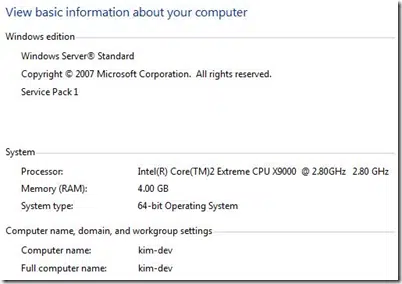 View basic information about your computer
Windows edition
Windows Server® Standard
Copyright © 2007 Microsoft Corporation. All rights reserved.
Service Pack 1
System
Processor: Intel(R) Core(TM)2 Extreme CPU X9000 @ 2.80GHz 2.80 GHz
Memory (RAM): 4.00 GB
System type: 64-bit Operating System
Computer name, domain, and workgroup settings
Computer name: kim-dev
Full computer name: kim-dev